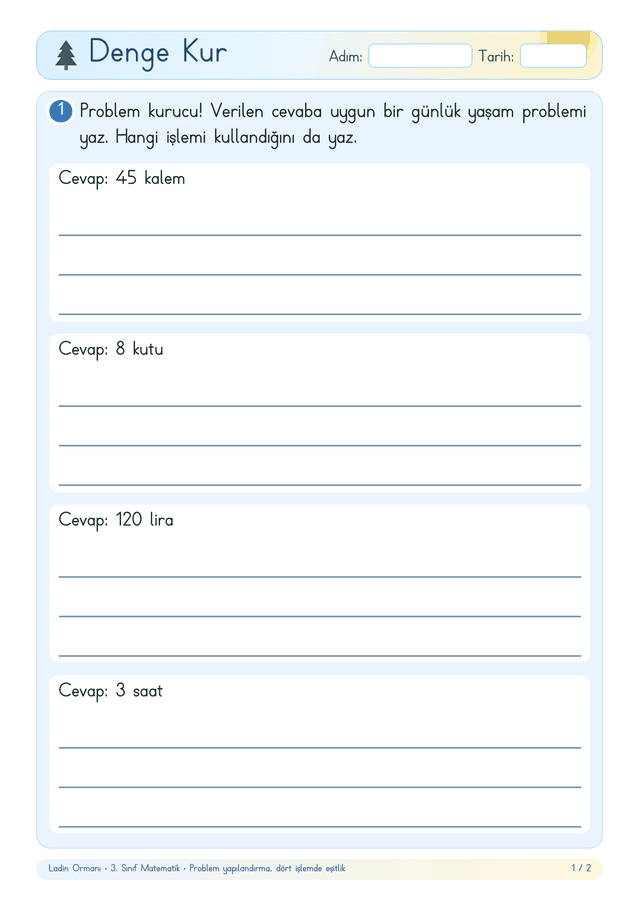 Denge Kur
Adım:
Tarih:
1
Problem kurucu! Verilen cevaba uygun bir günlük yaşam problemi
yaz. Hangi işlemi kullandığını da yaz.
Cevap: 45 kalem
Cevap: 8 kutu
Cevap: 120 lira
Cevap: 3 saat
Ladin Ormanı • 3. Sınıf Matematik • Problem yapılandırma, dört işlemde eşitlik
1 / 2